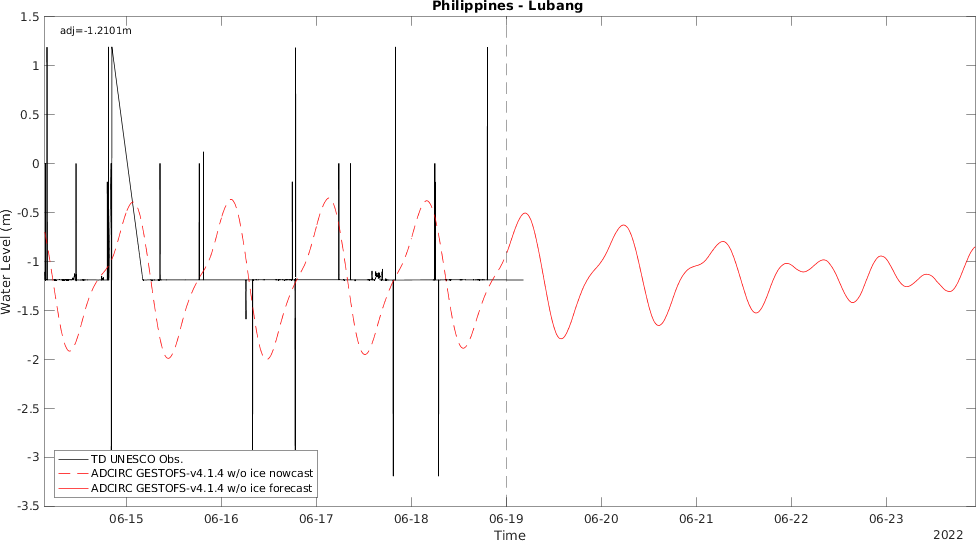 Philippines - Lubang
adj=-1.2101m
1.5
1
0.5
0
-0.5
-1
-1.5
-2
-2.5
-3
-3.5
Water Level (m)
TD UNESCO Obs.
ADCIRC GESTOFS-v4.1.4 w/o ice nowcast
ADCIRC GESTOFS-v4.1.4 w/o ice forecast
06-15 06-16 06-17 06-18 06-19 06-20 06-21 06-22 06-23
Time
2022